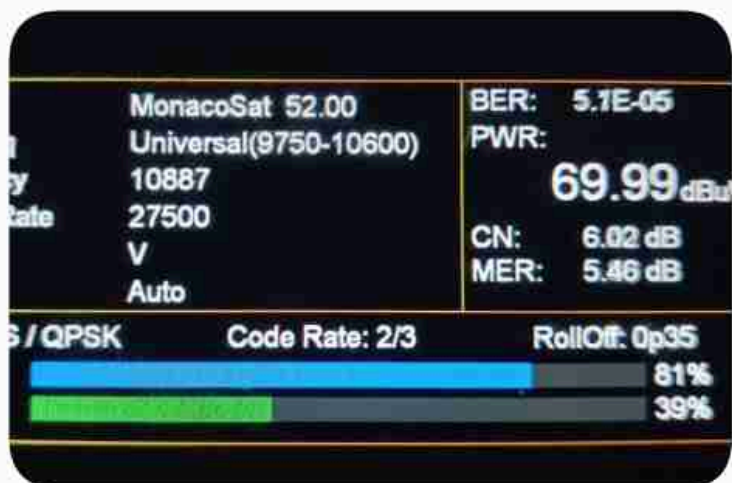 MonacoSat 52.00
Universal(9750-10600)
10887
27500
V
Auto
BER: 5.1E-05
PWR:
69.99 dBu
CN: 6.02 dB
MER: 5.46 dB
S / QPSK Code Rate: 2/3 RollOff: 0p35
81%
39%